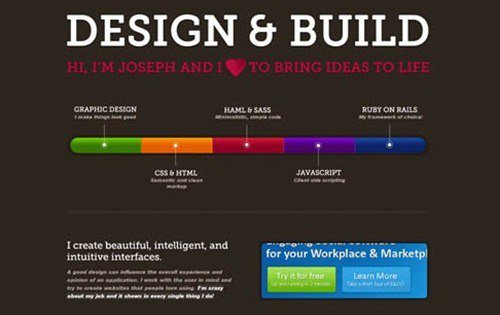 DESIGN & BUILD
HI, I'M JOSEPH AND I TO BRING IDEAS TO LIFE
GRAPHIC DESIGN
I make things look good
HAML & SASS
Minimalistic, simple code
RUBY ON RAILS
My framework of choice!
CSS & HTML
Semantic and clean
markup
JAVASCRIPT
Client side scripting
I create beautiful, intelligent, and
intuitive interfaces.
A good design can influence the overall experience and
opinion of an application. I work with the user in mind and
try to create websites that people love using. I'm crazy
about my job and it shows in every single thing I do!
for your Workplace & Marketpl
Try it for free
Learn More